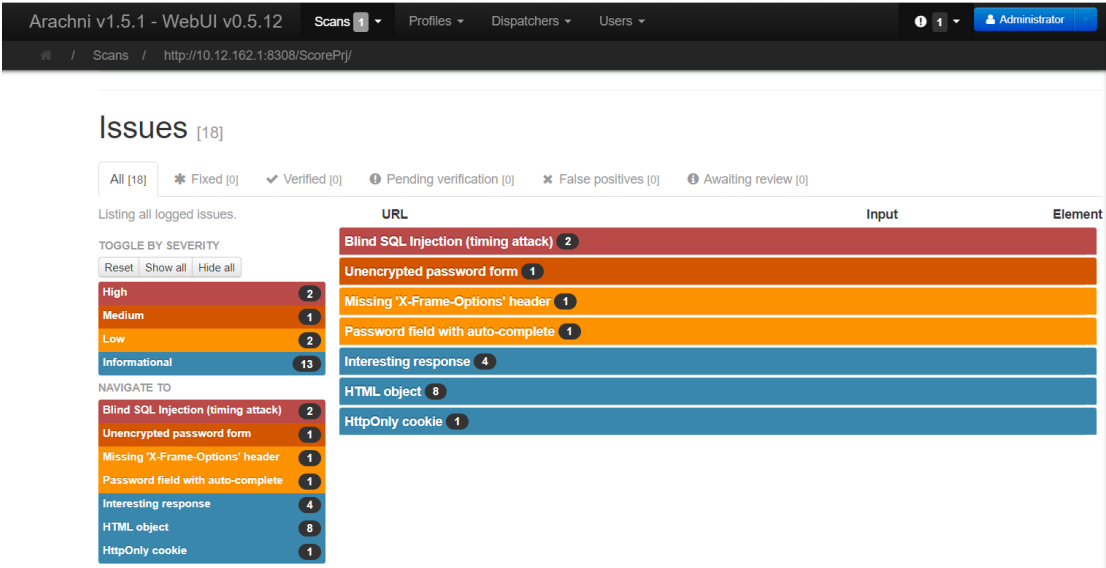 Arachni v1.5.1 - WebUI v0.5.12 Scans 1 Profiles Dispatchers Users 1 Administrator
/ Scans / http://10.12.162.1:8308/ScorePrj/
Issues [18]
All [18] Fixed [0] Verified [0] Pending verification [0] False positives [0] Awaiting review [0]
Listing all logged issues.
TOGGLE BY SEVERITY
Reset Show all Hide all
High 2
Medium 1
Low 2
Informational 13
NAVIGATE TO
Blind SQL Injection (timing attack) 2
Unencrypted password form 1
Missing 'X-Frame-Options' header 1
Password field with auto-complete 1
Interesting response 4
HTML object 8
HttpOnly cookie 1
URL Input Element
Blind SQL Injection (timing attack) 2
Unencrypted password form 1
Missing 'X-Frame-Options' header 1
Password field with auto-complete 1
Interesting response 4
HTML object 8
HttpOnly cookie 1